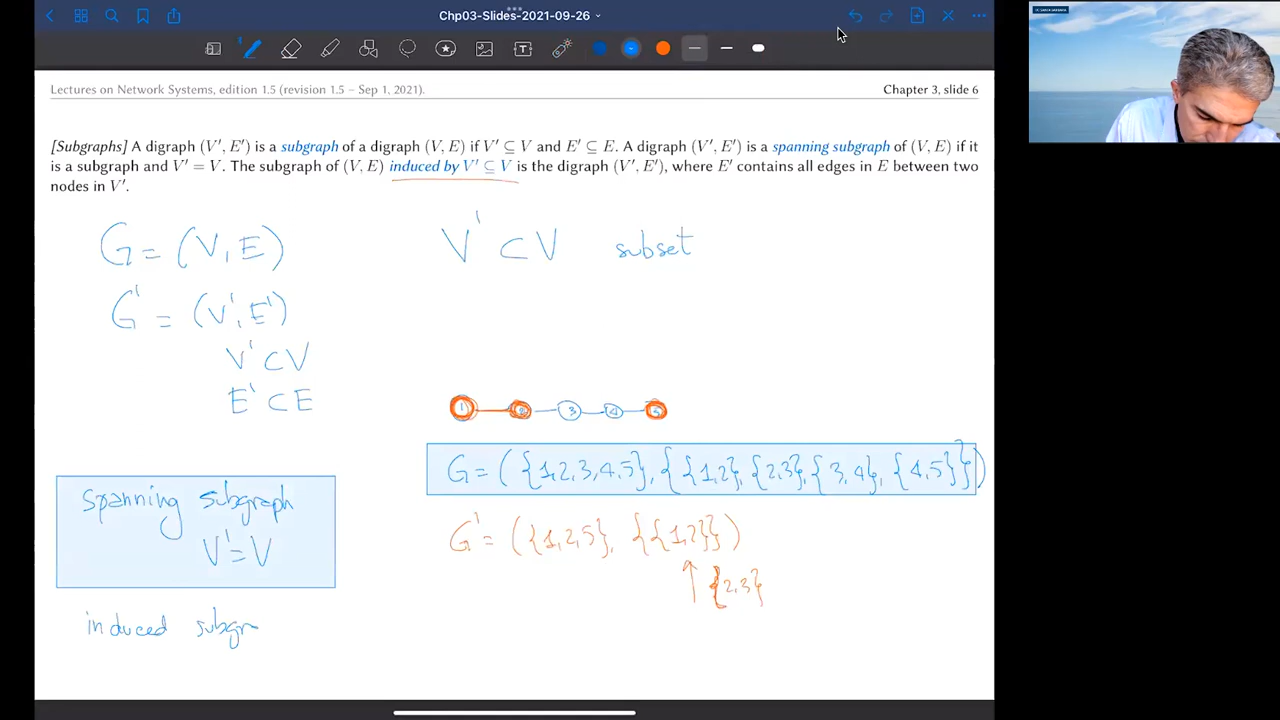 Chp03-Slides-2021-09-26
Lectures on Network Systems, edition 1.5 (revision 1.5 – Sep 1, 2021).
Chapter 3, slide 6
[Subgraphs] A digraph (V′, E′) is a subgraph of a digraph (V, E) if V′ ⊆ V and E′ ⊆ E. A digraph (V′, E′) is a spanning subgraph of (V, E) if it
is a subgraph and V′ = V. The subgraph of (V, E) induced by V′ ⊆ V is the digraph (V′, E′), where E′ contains all edges in E between two
nodes in V′.
G = (V, E)
V' ⊂ V subset
G' = (V', E')
V' ⊂ V
E' ⊂ E
1 2 3 4 5
G = ({1,2,3,4,5}, {{1,2}, {2,3}, {3,4}, {4,5}})
Spanning subgraph
V' = V
G' = ({1,2,5}, {{1,2}})
{2,3}
induced subgr